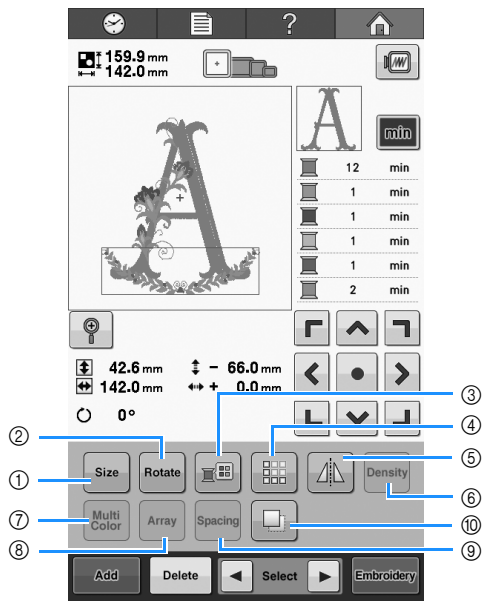 ?
159.9 mm
142.0 mm
A
A
min
12 min
1 min
1 min
1 min
1 min
2 min
42.6 mm - 66.0 mm
142.0 mm + 0.0 mm
0°
③
② ④
Size Rotate ⑤
① Density
⑥
⑦ Multi Color Array Spacing ⑩
⑧ ⑨
Add Delete Select Embroidery